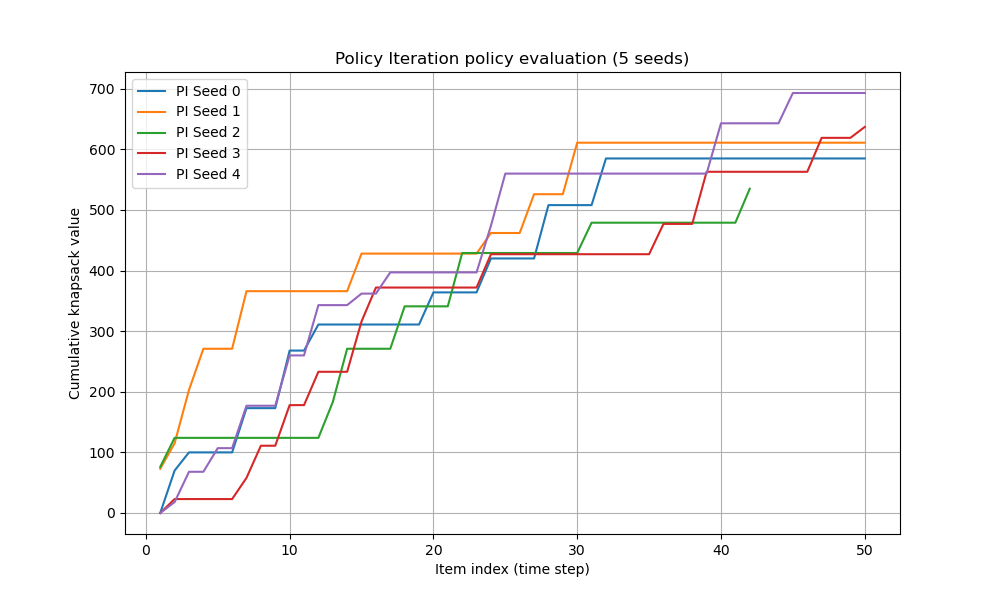 Policy Iteration policy evaluation (5 seeds)
700
600
500
400
300
200
100
0
Cumulative knapsack value
PI Seed 0
PI Seed 1
PI Seed 2
PI Seed 3
PI Seed 4
0 10 20 30 40 50
Item index (time step)